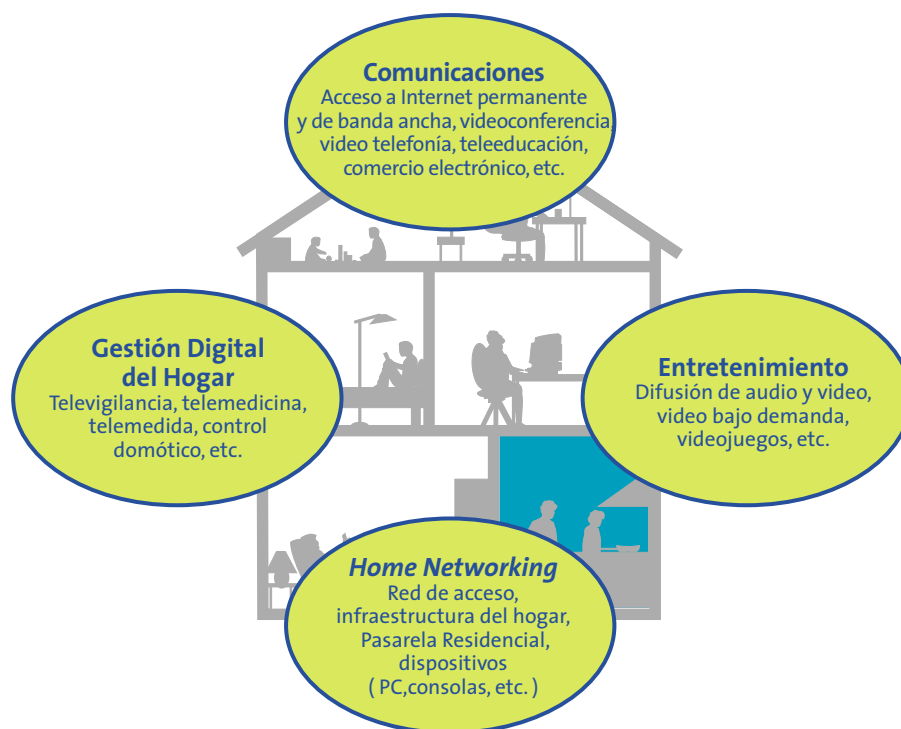 Comunicaciones
Acceso a Internet permanente
y de banda ancha, videoconferencia,
video telefonía, teleeducación,
comercio electrónico, etc.
Gestión Digital
del Hogar
Televigilancia, telemedicina,
telemedida, control
domótico, etc.
Entretenimiento
Difusión de audio y video,
video bajo demanda,
videojuegos, etc.
Home Networking
Red de acceso,
infraestructura del hogar,
Pasarela Residencial,
dispositivos
( PC,consolas, etc. )